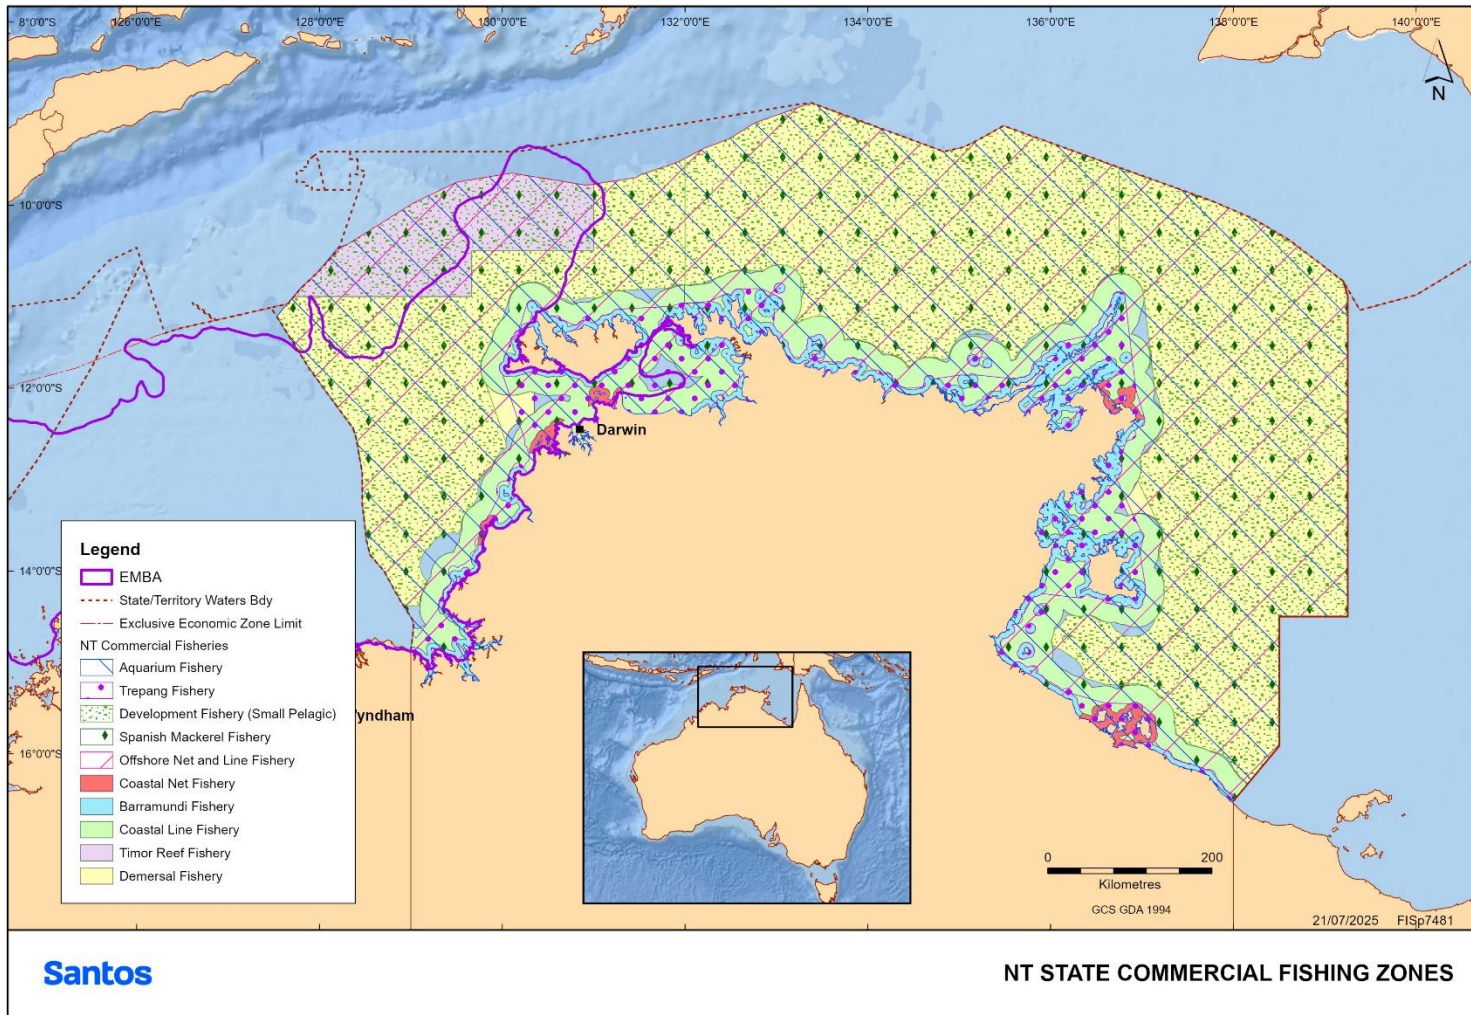 8°0'0"S
126°0'0"E
128°0'0"E
130°0'0"E
132°0'0"E
134°0'0"E
136°0'0"E
138°0'0"E
140°0'0"E
N
10°0'0"S
12°0'0"S
Darwin
14°0'0"S
Legend
EMBA
State/Territory Waters Bdy
Exclusive Economic Zone Limit
NT Commercial Fisheries
Aquarium Fishery
Trepang Fishery
Development Fishery (Small Pelagic)
Spanish Mackerel Fishery
Offshore Net and Line Fishery
Coastal Net Fishery
Barramundi Fishery
Coastal Line Fishery
Timor Reef Fishery
Demersal Fishery
yndham
16°0'0"S
0 200
Kilometres
GCS GDA 1994
21/07/2025 FISp7481
Santos
NT STATE COMMERCIAL FISHING ZONES